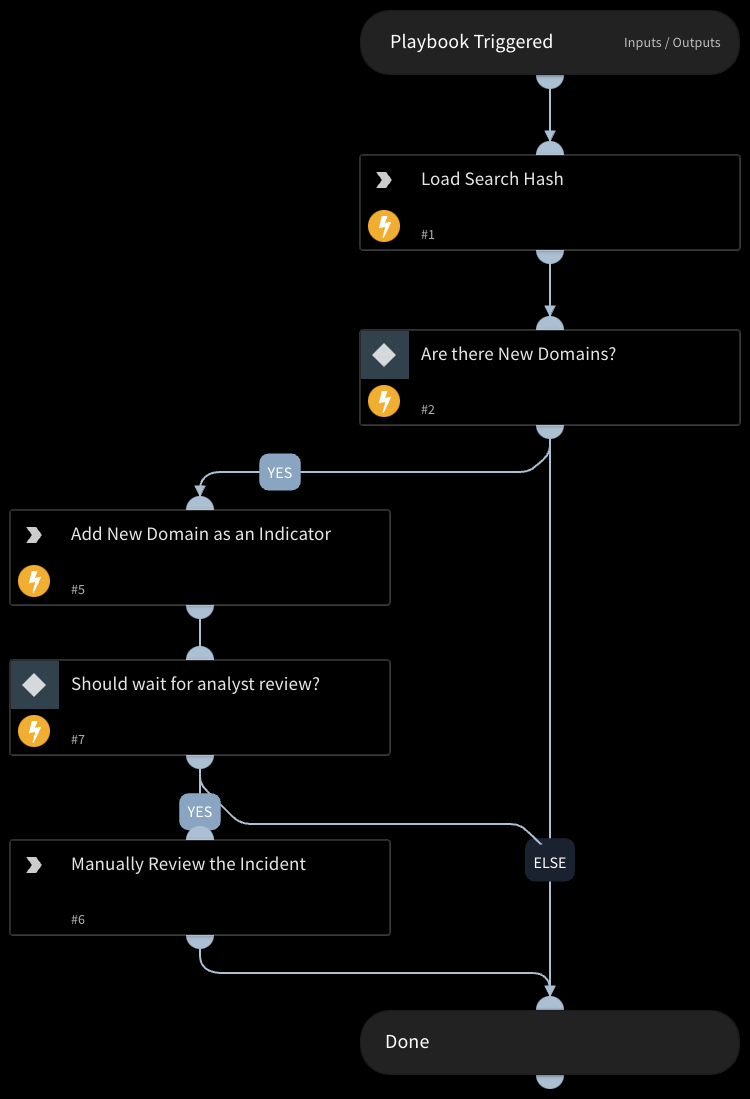 Playbook Triggered
Inputs / Outputs
Load Search Hash
#1
Are there New Domains?
#2
YES
Add New Domain as an Indicator
#5
Should wait for analyst review?
#7
YES
ELSE
Manually Review the Incident
#6
Done